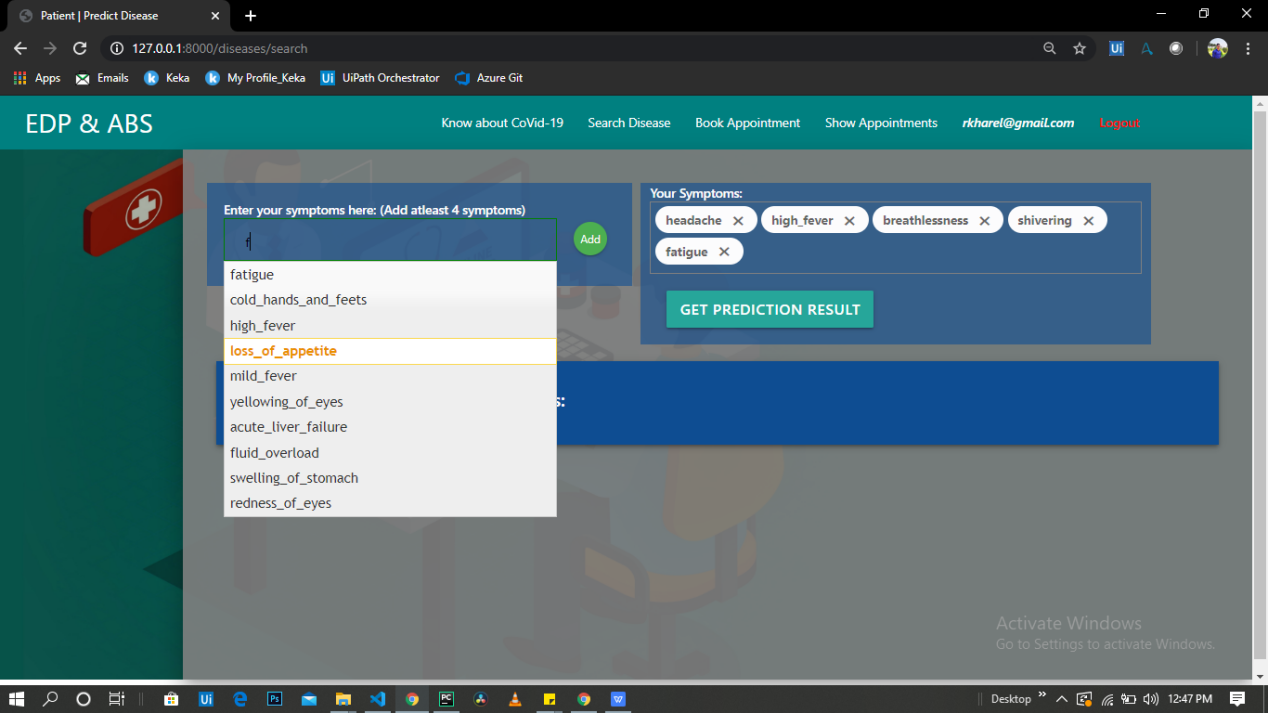 Patient | Predict Disease
127.0.0.1:8000/diseases/search
Apps Emails Keka My Profile_Keka UiPath Orchestrator Azure Git
EDP & ABS Know about CoVid-19 Search Disease Book Appointment Show Appointments rkharel@gmail.com Logout
Enter your symptoms here: (Add atleast 4 symptoms)
f
Add
fatigue
cold_hands_and_feets
high_fever
loss_of_appetite
mild_fever
yellowing_of_eyes
acute_liver_failure
fluid_overload
swelling_of_stomach
redness_of_eyes
Your Symptoms:
headache high_fever breathlessness shivering
fatigue
GET PREDICTION RESULT
s:
Activate Windows
Go to Settings to activate Windows.
Desktop 12:47 PM